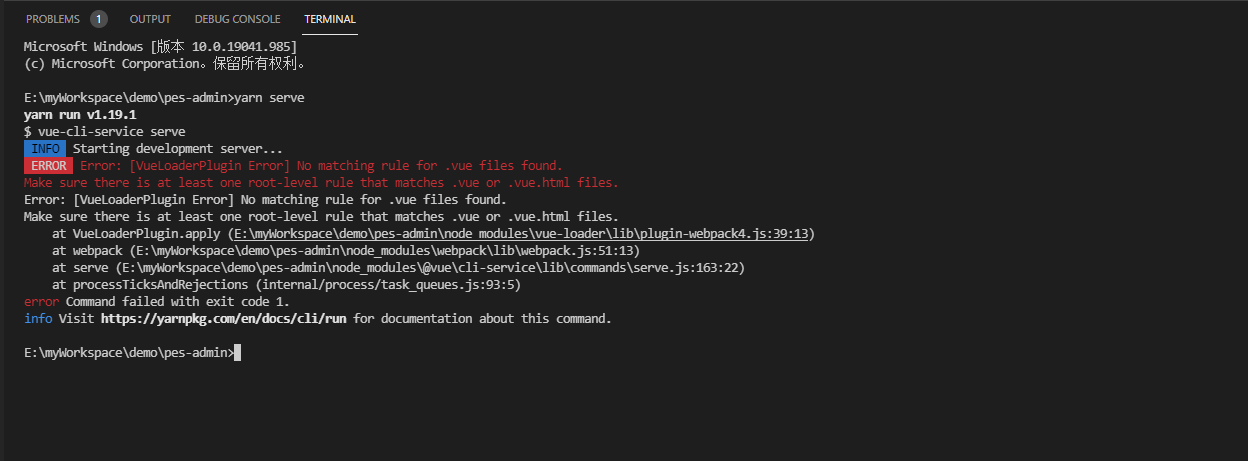 PROBLEMS 1 OUTPUT DEBUG CONSOLE TERMINAL
Microsoft Windows [版本 10.0.19041.985]
(c) Microsoft Corporation。保留所有权利。
E:\myWorkspace\demo\pes-admin>yarn serve
yarn run v1.19.1
$ vue-cli-service serve
INFO Starting development server...
ERROR Error: [VueLoaderPlugin Error] No matching rule for .vue files found.
Make sure there is at least one root-level rule that matches .vue or .vue.html files.
Error: [VueLoaderPlugin Error] No matching rule for .vue files found.
Make sure there is at least one root-level rule that matches .vue or .vue.html files.
at VueLoaderPlugin.apply (E:\myWorkspace\demo\pes-admin\node_modules\vue-loader\lib\plugin-webpack4.js:39:13)
at webpack (E:\myWorkspace\demo\pes-admin\node_modules\webpack\lib\webpack.js:51:13)
at serve (E:\myWorkspace\demo\pes-admin\node_modules\@vue\cli-service\lib\commands\serve.js:163:22)
at processTicksAndRejections (internal/process/task_queues.js:93:5)
error Command failed with exit code 1.
info Visit https://yarnpkg.com/en/docs/cli/run for documentation about this command.
E:\myWorkspace\demo\pes-admin>